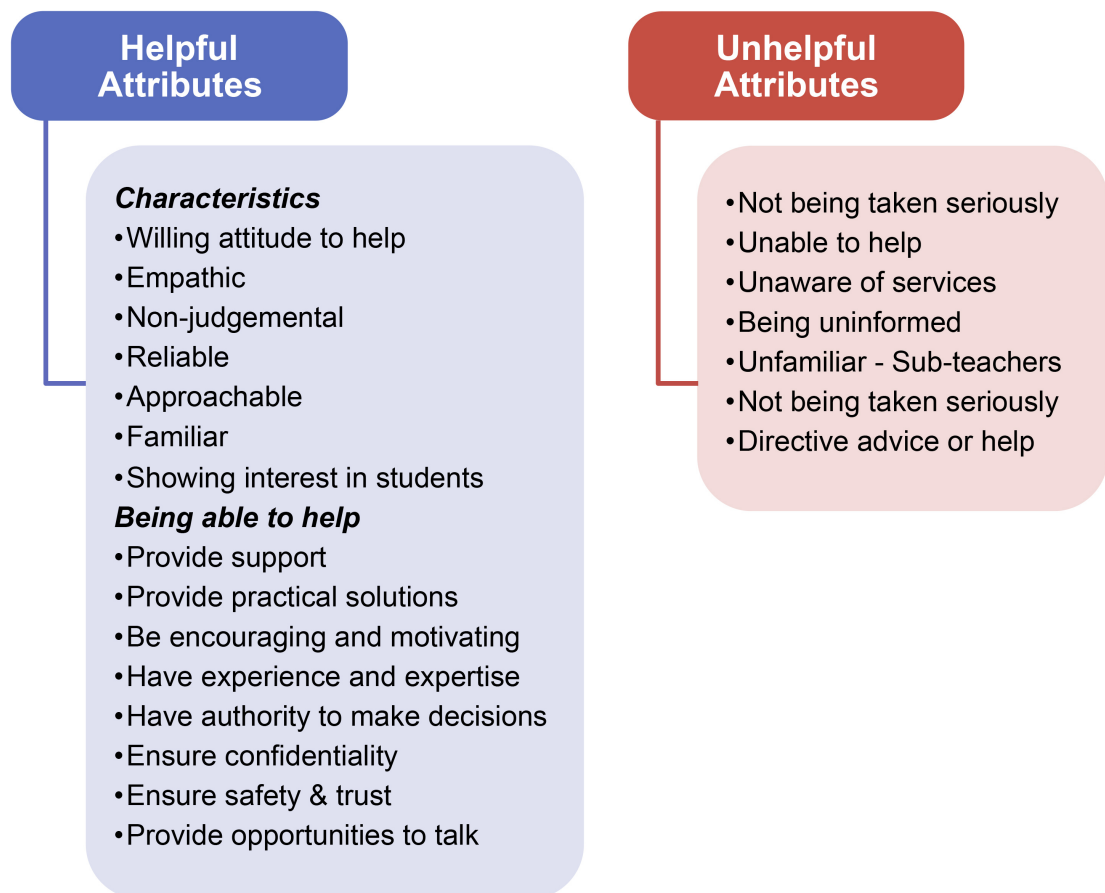 Helpful
Attributes
Characteristics
•Willing attitude to help
•Empathic
•Non-judgemental
•Reliable
•Approachable
•Familiar
•Showing interest in students
Being able to help
•Provide support
•Provide practical solutions
•Be encouraging and motivating
•Have experience and expertise
•Have authority to make decisions
•Ensure confidentiality
•Ensure safety & trust
•Provide opportunities to talk
Unhelpful
Attributes
•Not being taken seriously
•Unable to help
•Unaware of services
•Being uninformed
•Unfamiliar - Sub-teachers
•Not being taken seriously
•Directive advice or help